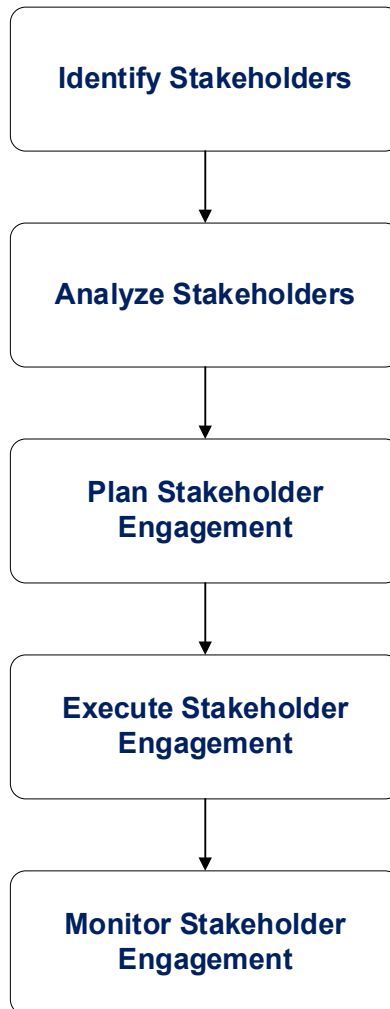 Identify Stakeholders
Analyze Stakeholders
Plan Stakeholder
Engagement
Execute Stakeholder
Engagement
Monitor Stakeholder
Engagement